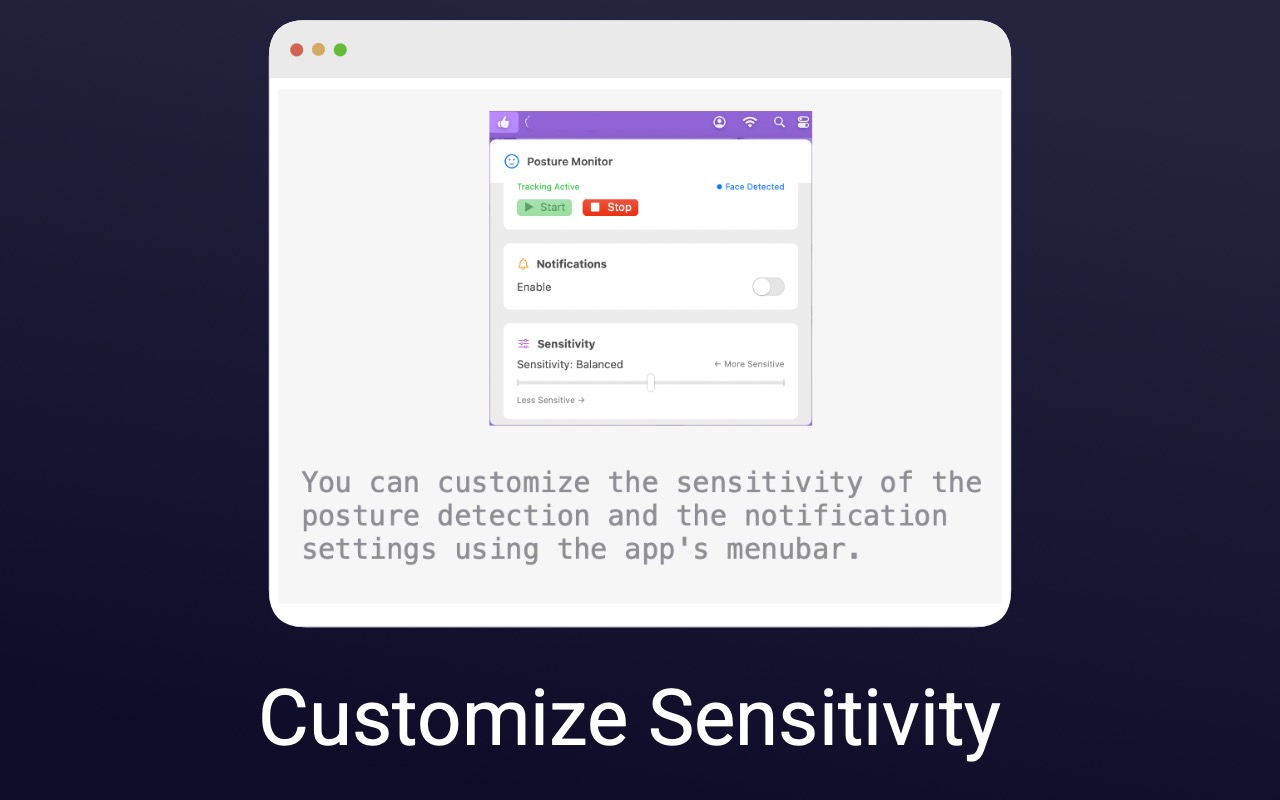 Posture Monitor
Tracking Active
Face Detected
Start
Stop
Notifications
Enable
Sensitivity
Sensitivity: Balanced
← More Sensitive
Less Sensitive →
You can customize the sensitivity of the
posture detection and the notification
settings using the app's menubar.
Customize Sensitivity